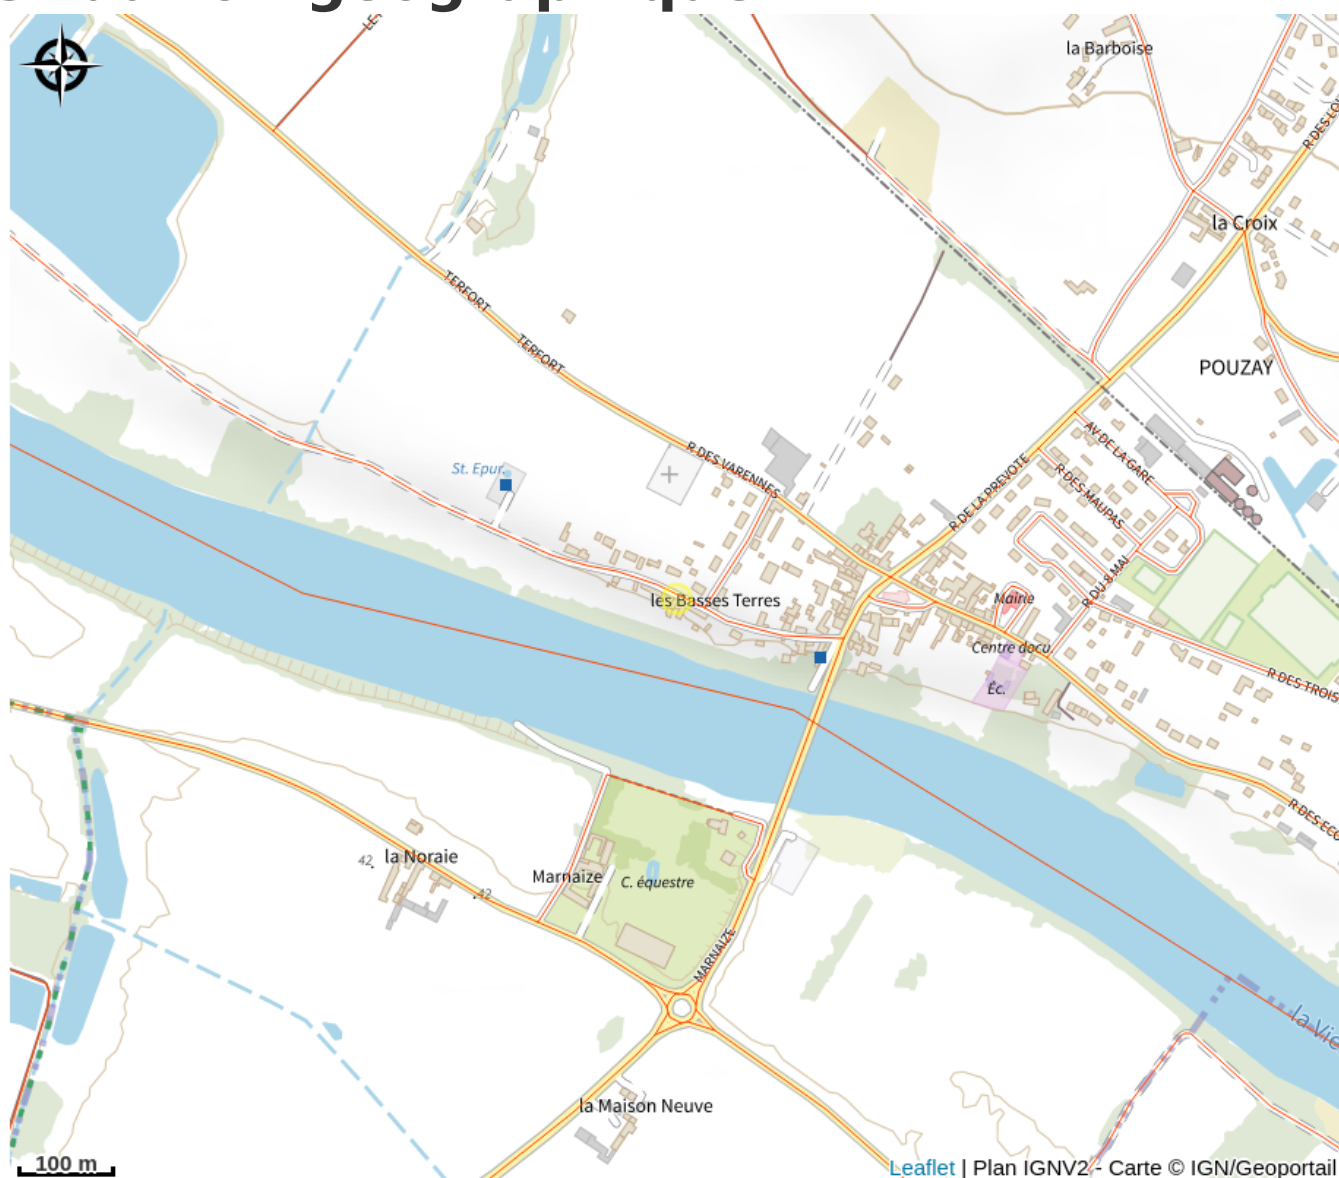 la Barboise
R DES
la Croix
TERFORT
TERFORT
POUZAY
AV DE LA GARE
R DES VARENNES
R DE LA PREVOTE
R DES MAUPAS
St. Epur.
R DU 8 MAI
les Basses Terres
Mairie
Centre docu.
Éc.
R DES TROIS
R DES ECO
la Noraie
42
42
Marnaize
C. équestre
MARNAIZE
la Vie
la Maison Neuve
100 m
Leaflet | Plan IGNV2 - Carte © IGN/Geoportail